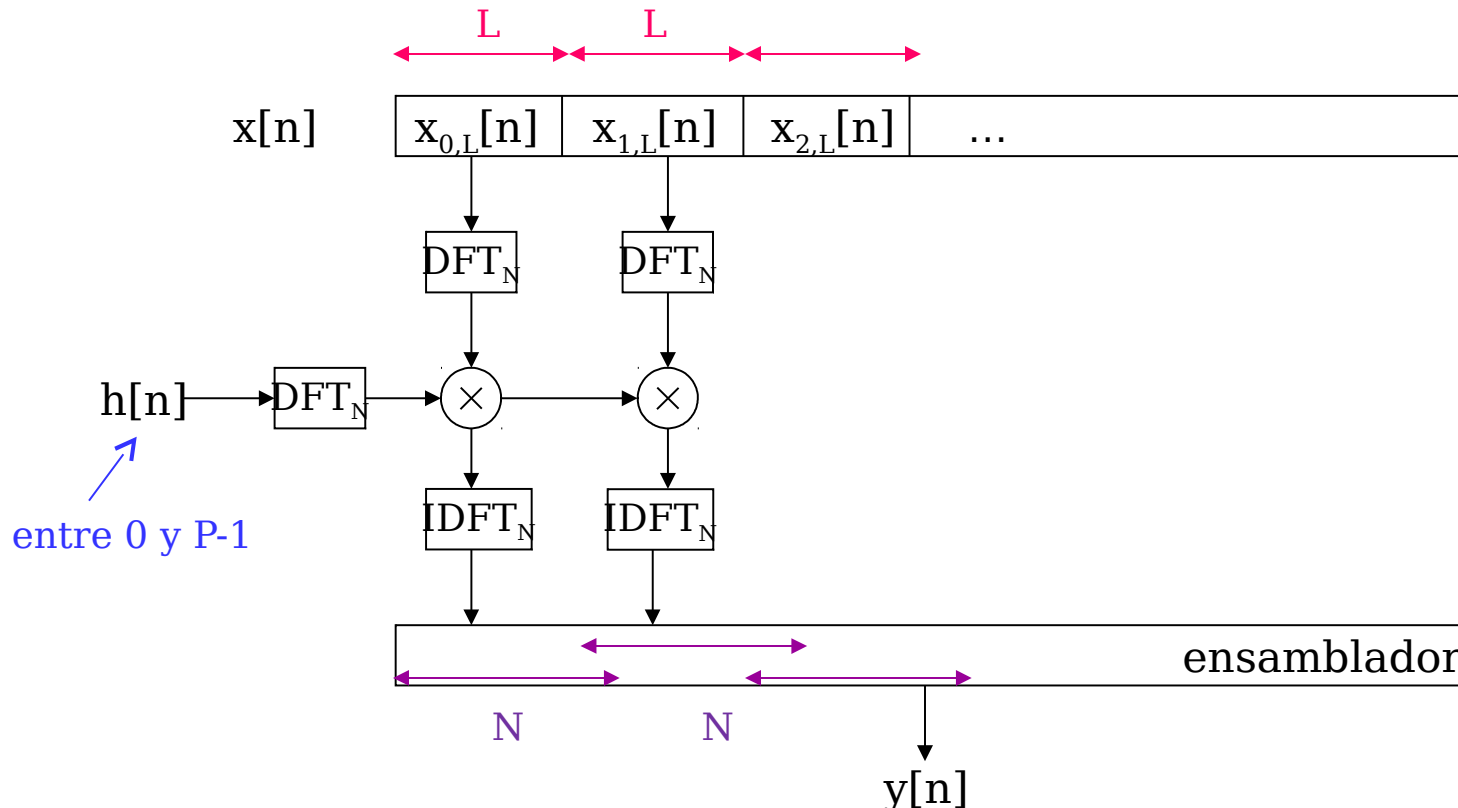 L L
x[n] x0,L[n] x1,L[n] x2,L[n] ...
DFTN DFTN
h[n] DFTN × ×
entre 0 y P-1
IDFTN IDFTN
ensamblador
N N
y[n]